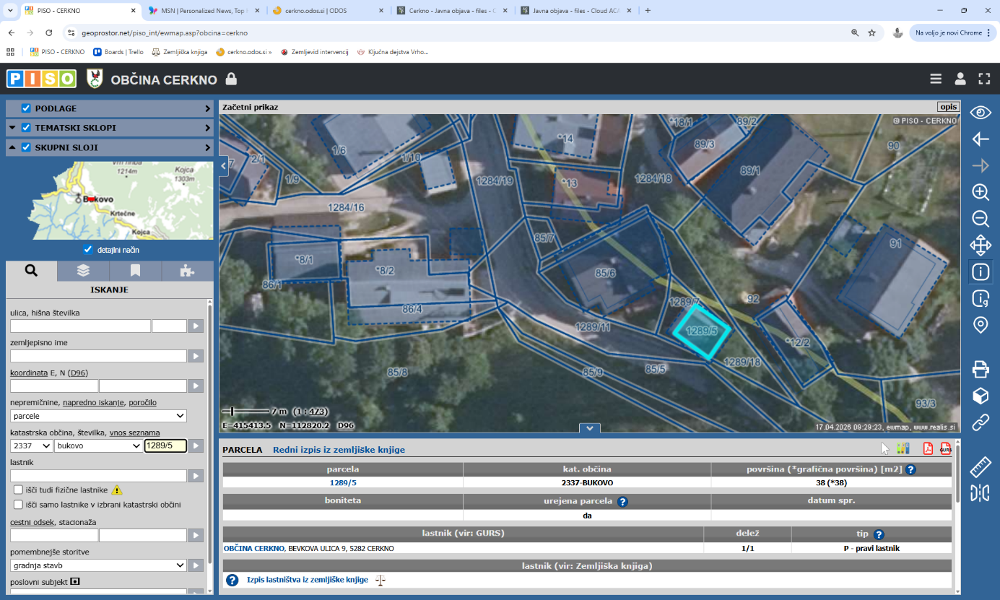 PISO - CERKNO
MSN | Personalized News, Top
cerkno.odos.si | ODOS
Cerkno - Javna objava - files - C
Javna objava - files - Cloud ACA
geoprostor.net/piso_int/ewmap.asp?obcina=cerkno
Na voljo je novi Chrome
PISO - CERKNO
Boards | Trello
Zemljiška knjiga
cerkno.odos.si »
Zemljevid intervencij
Ključna dejstva Vrho...
PISO
OBČINA CERKNO
PODLAGE
TEMATSKI SKLOPI
SKUPNI SLOJI
1214m
Kojca
1303m
Bukovo
Krtečne
Kojca
detajlni način
ISKANJE
ulica, hišna številka
zemljepisno ime
koordinata E, N (D96)
nepremičnine, napredno iskanje, poročilo
parcele
katastrska občina, številka, vnos seznama
2337
bukovo
1289/5
lastnik
išči tudi fizične lastnike
išči samo lastnike v izbrani katastrski občini
cestni odsek, stacionaža
pomembnejše storitve
gradnja stavb
poslovni subjekt
Začetni prikaz
opis
© PISO - CERKNO
*18/1
89/2
*14
1/6
89/3
90
*2/1
1/10
1/9
1284/19
*13
1284/18
89/1
1284/16
85/7
91
*8/1
*8/2
86/1
85/6
86/4
1289/7
92
1289/11
1289/5
*12/2
1289/18
85/8
85/9
85/5
93/3
7 m (1 : 473)
E=415413.5 N=112820.2 D96
17.04.2026 09:29:23, ewmap, www.realis.si
PARCELA Redni izpis iz zemljiške knjige
GURS
parcela
kat. občina
površina (*grafična površina) [m2]
1289/5
2337-BUKOVO
38 (*38)
boniteta
urejena parcela
datum spr.
da
lastnik (vir: GURS)
delež
tip
OBČINA CERKNO, BEVKOVA ULICA 9, 5282 CERKNO
1/1
P - pravi lastnik
lastnik (vir: Zemljiška knjiga)
Izpis lastništva iz zemljiške knjige